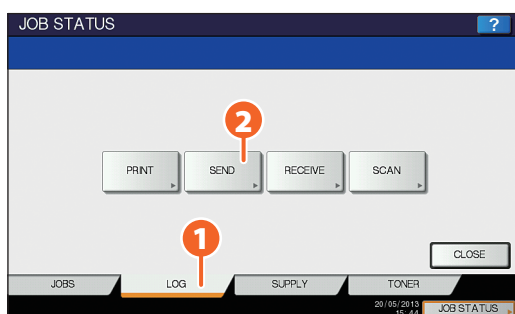 JOB STATUS ?
2
PRINT SEND RECEIVE SCAN
1
CLOSE
JOBS LOG SUPPLY TONER
20/05/2013
15:44 JOB STATUS